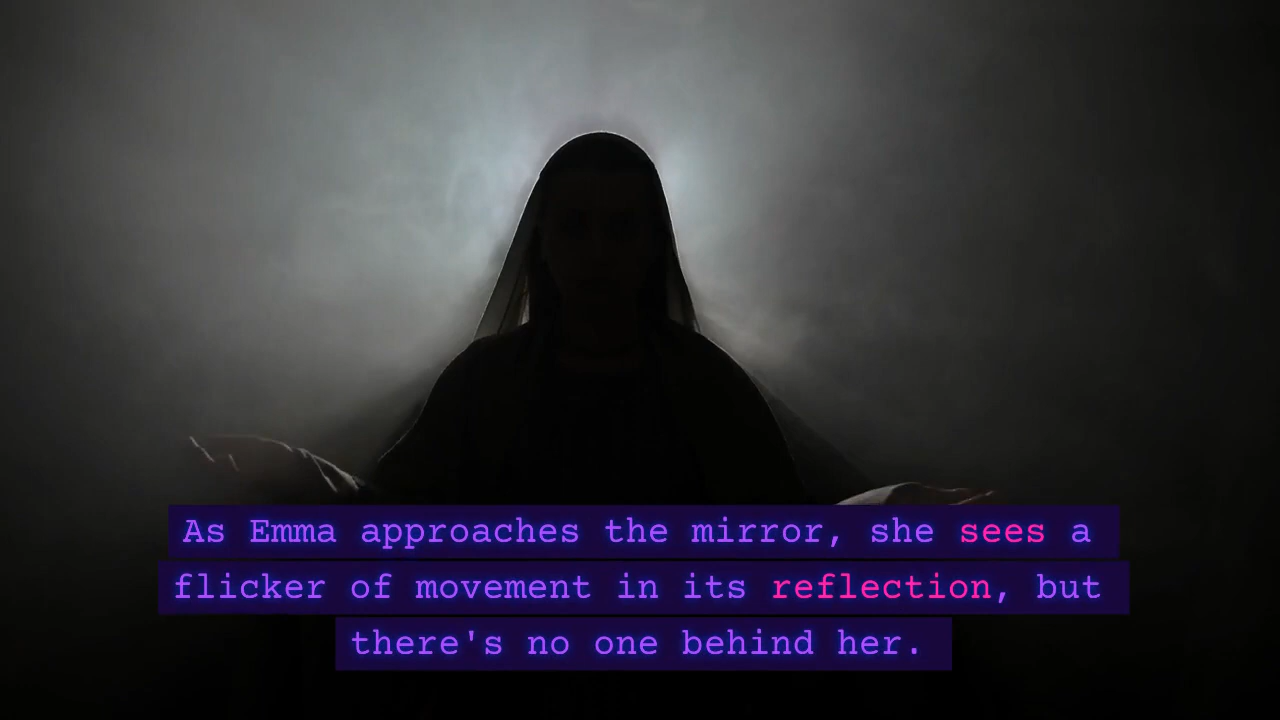 As Emma approaches the mirror, she sees a
flicker of movement in its reflection, but
there's no one behind her.